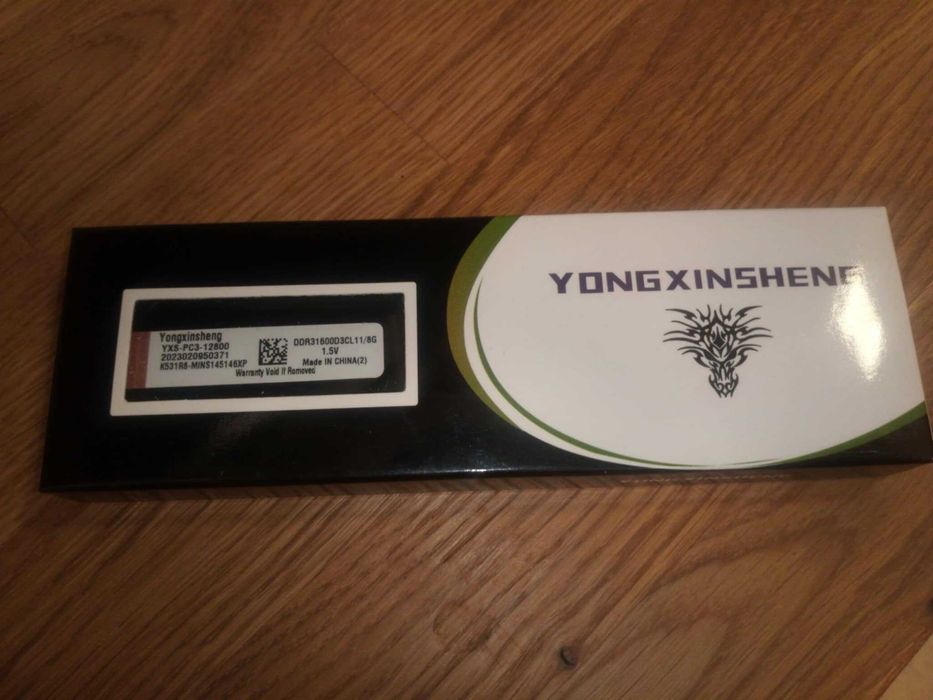 Yongxinsheng
YXS-PC3-12800
2023020950371
K531R8-MINS145146XP
DDR31600D3CL11/8G
1.5V
Made IN CHINA(2)
Warranty Void If Removed
YONGXINSHENG